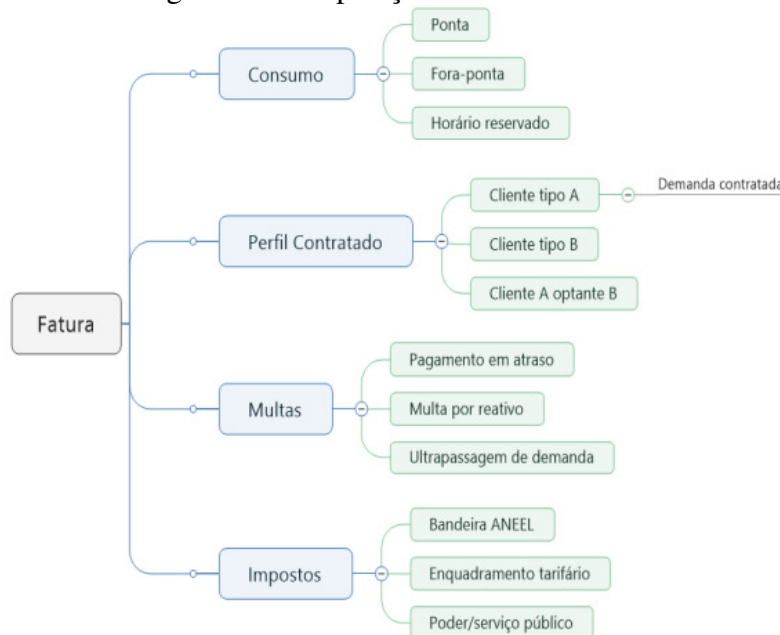 Ponta
Consumo
Fora-ponta
Horário reservado
Cliente tipo A
Demanda contratada
Perfil Contratado
Cliente tipo B
Cliente A optante B
Fatura
Pagamento em atraso
Multas
Multa por reativo
Ultrapassagem de demanda
Bandeira ANEEL
Impostos
Enquadramento tarifário
Poder/serviço público